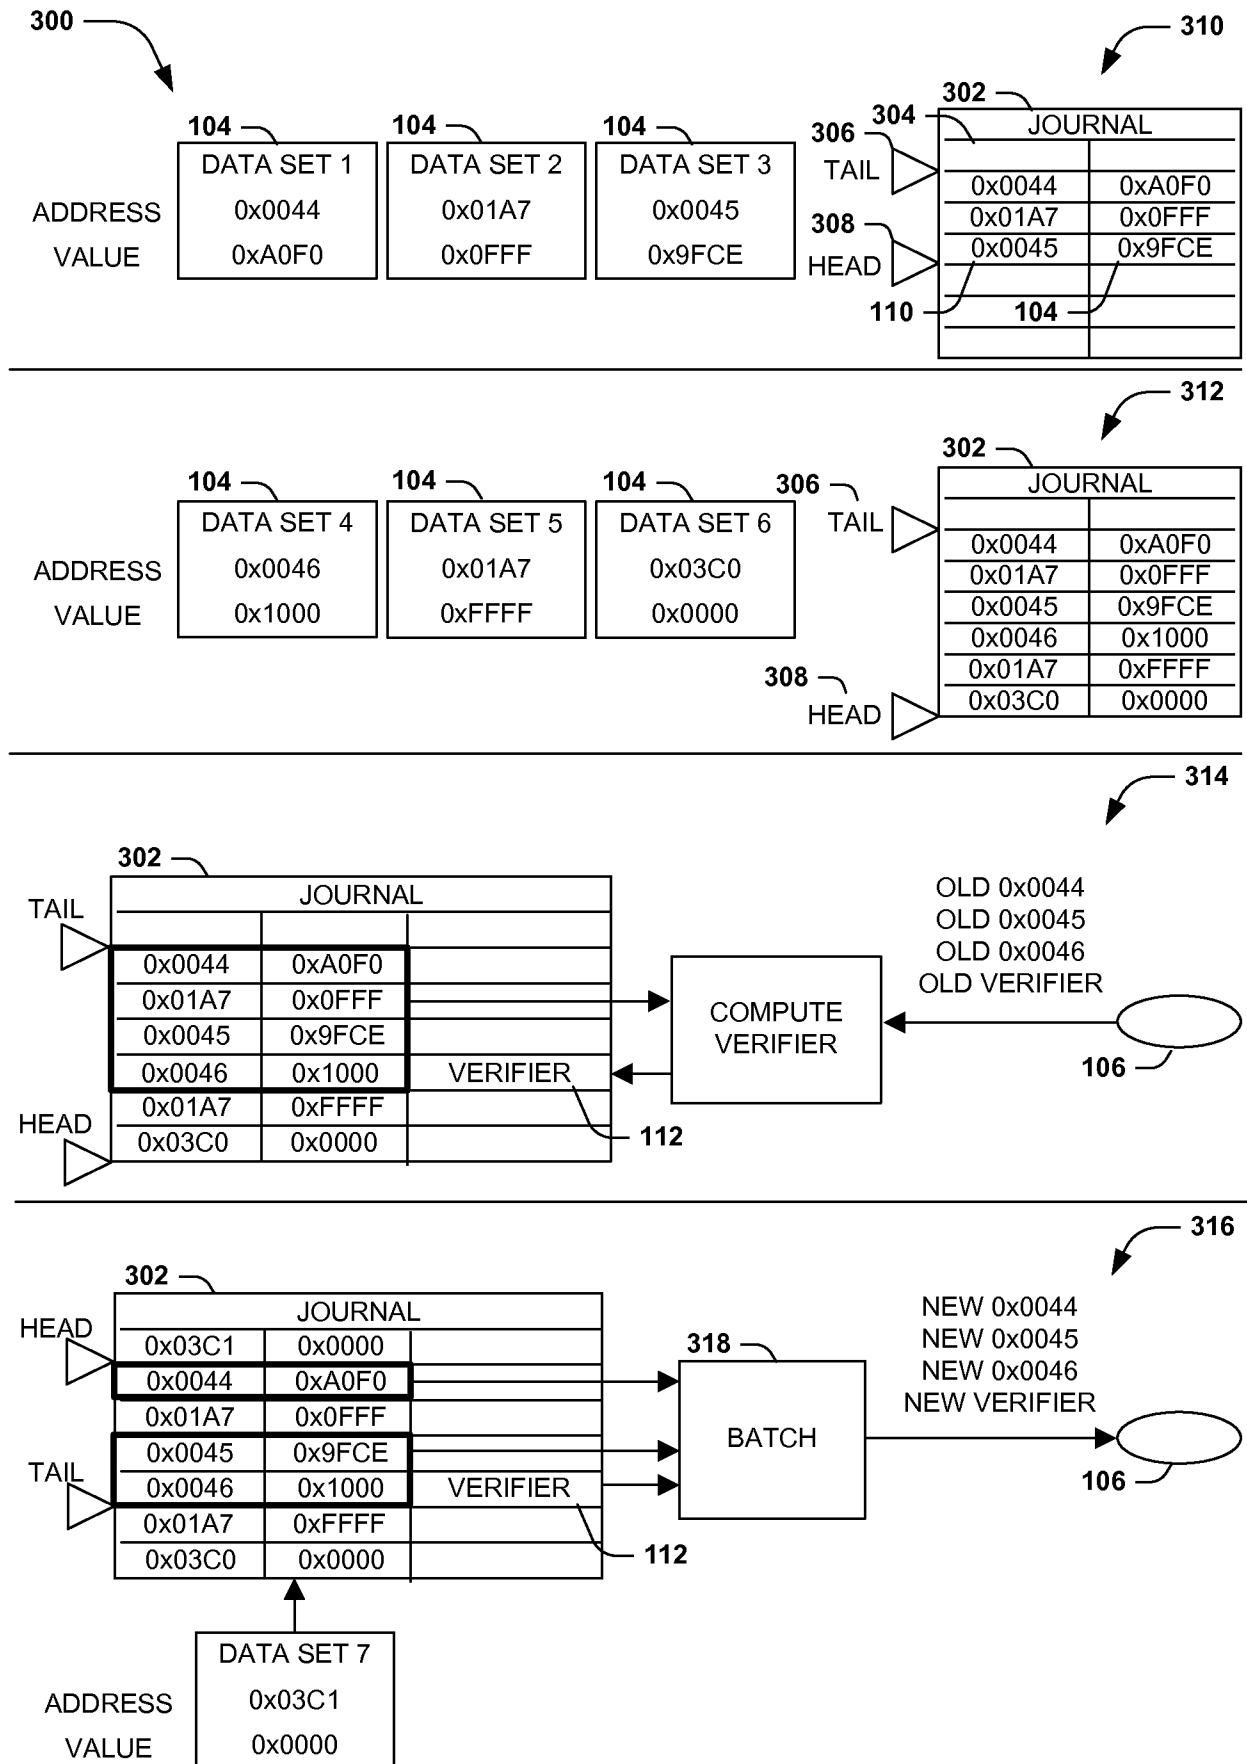 300
310
104 104 104
DATA SET 1 DATA SET 2 DATA SET 3
ADDRESS 0x0044 0x01A7 0x0045
VALUE 0xA0F0 0x0FFF 0x9FCE
302
304
JOURNAL
306
TAIL
0x0044 0xA0F0
0x01A7 0x0FFF
308
HEAD
0x0045 0x9FCE
110 104
312
302
104 104 104 306
DATA SET 4 DATA SET 5 DATA SET 6 TAIL JOURNAL
ADDRESS 0x0046 0x01A7 0x03C0
VALUE 0x1000 0xFFFF 0x0000
0x0044 0xA0F0
0x01A7 0x0FFF
0x0045 0x9FCE
0x0046 0x1000
0x01A7 0xFFFF
0x03C0 0x0000
308
HEAD
314
302
JOURNAL
TAIL
0x0044 0xA0F0
0x01A7 0x0FFF
0x0045 0x9FCE
0x0046 0x1000 VERIFIER
0x01A7 0xFFFF
HEAD
0x03C0 0x0000
112
COMPUTE
VERIFIER
OLD 0x0044
OLD 0x0045
OLD 0x0046
OLD VERIFIER
106
316
302
JOURNAL
HEAD
0x03C1 0x0000
0x0044 0xA0F0
0x01A7 0x0FFF
0x0045 0x9FCE
TAIL
0x0046 0x1000 VERIFIER
0x01A7 0xFFFF
0x03C0 0x0000
112
318
BATCH
NEW 0x0044
NEW 0x0045
NEW 0x0046
NEW VERIFIER
106
DATA SET 7
ADDRESS 0x03C1
VALUE 0x0000